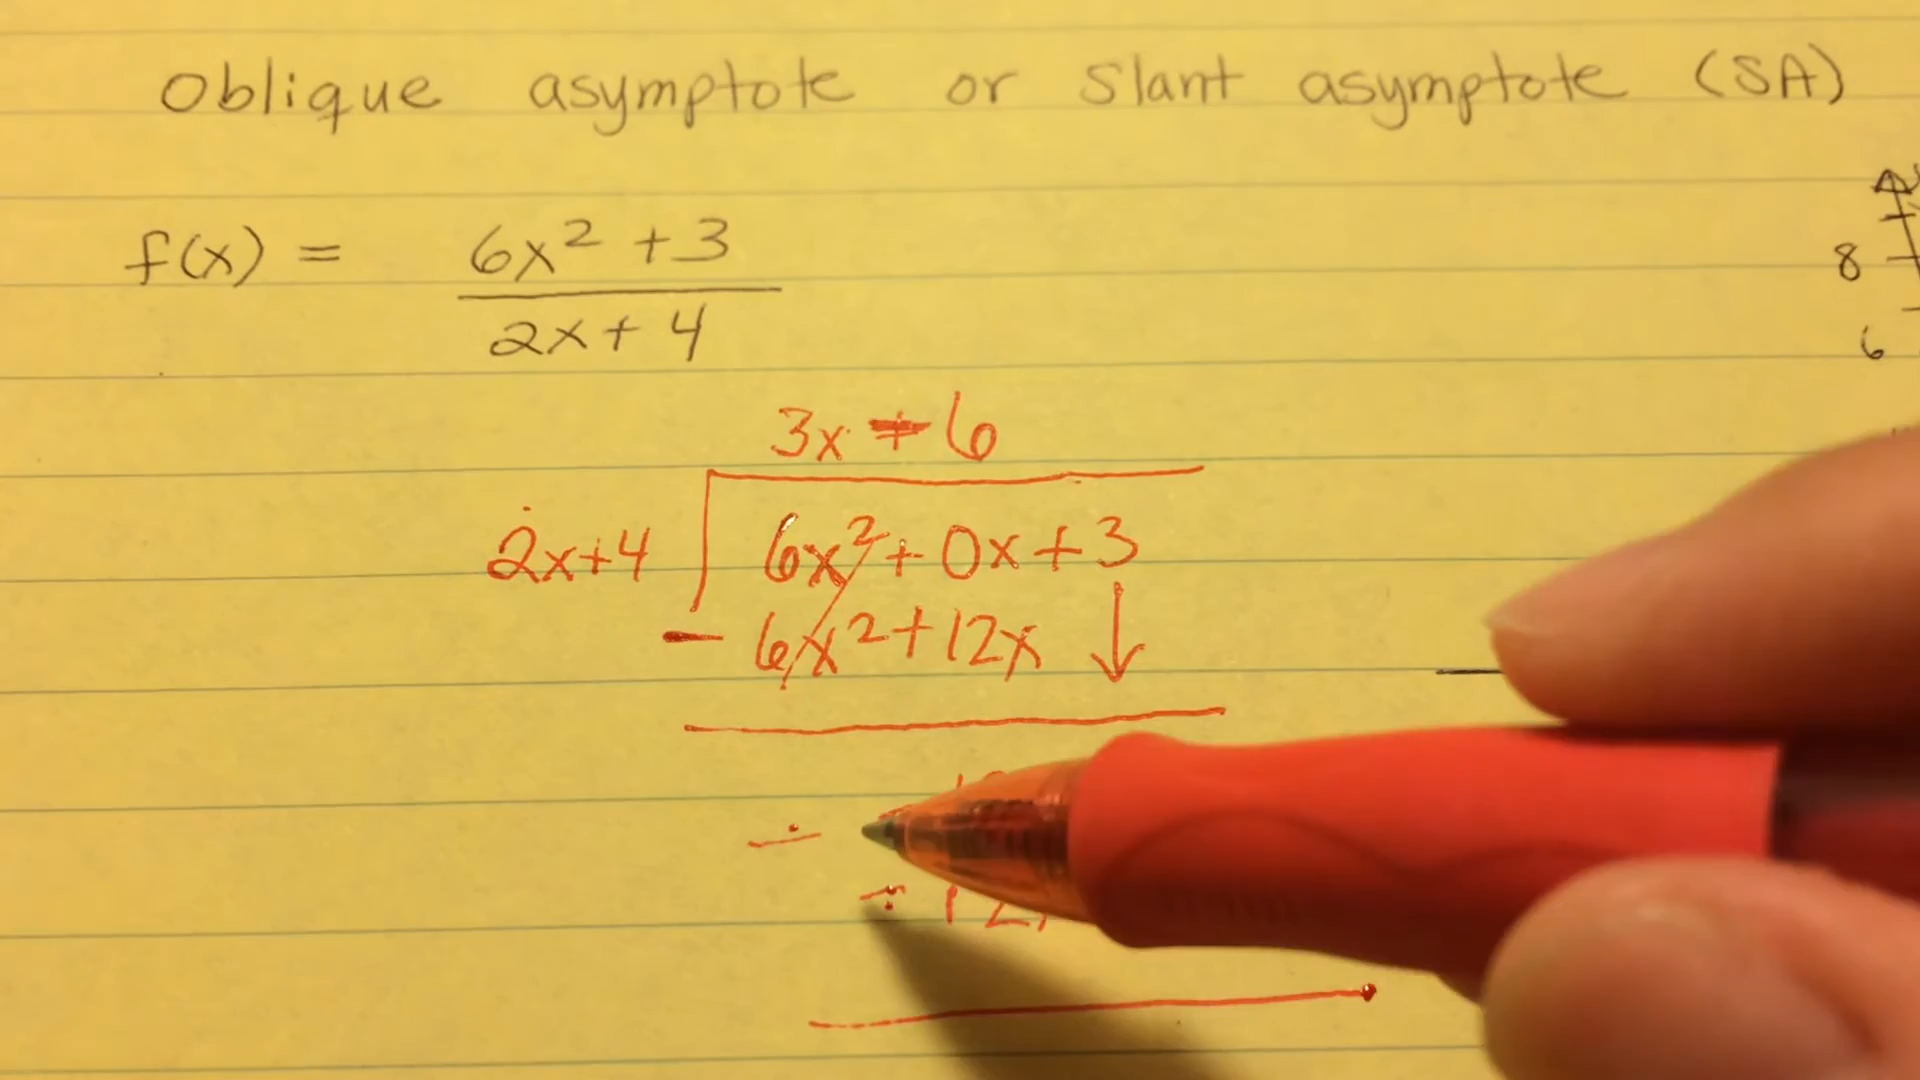 Oblique asymptote or Slant asymptote (SA)
f(x) = 6x² + 3
2x + 4
8
6
3x - 6
2x+4 6x² + 0x + 3
- 6x² + 12x ↓